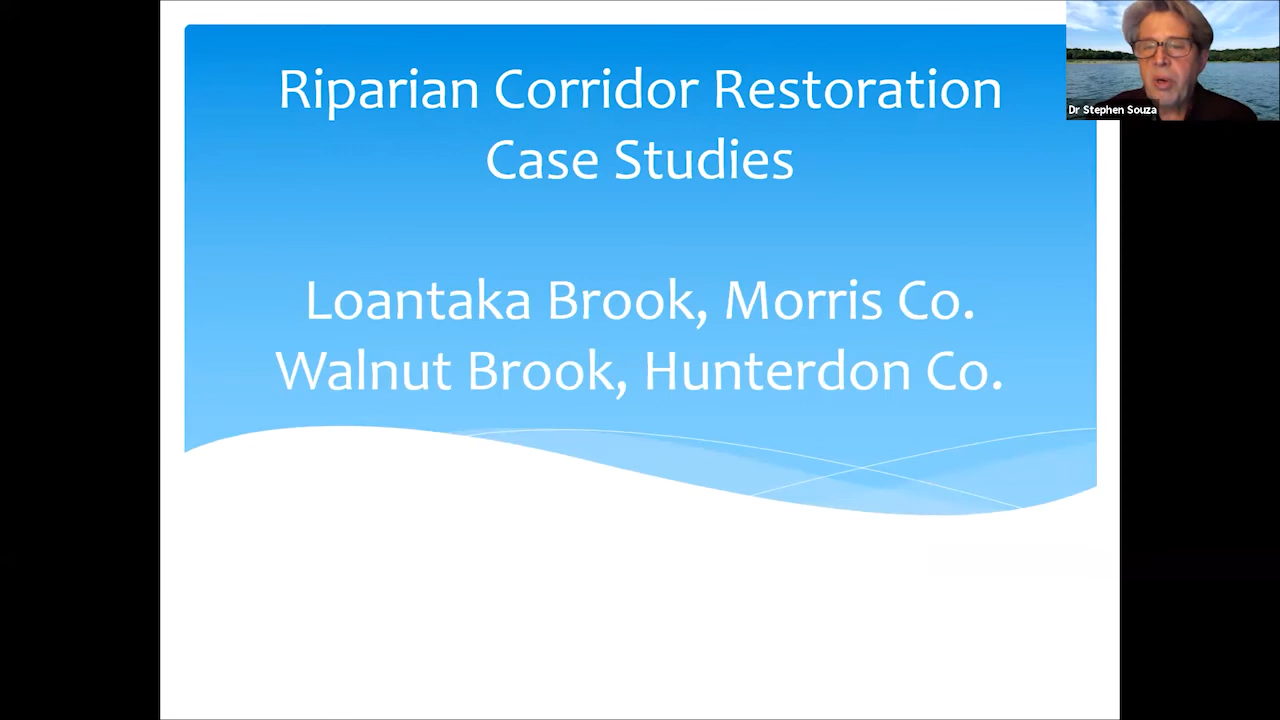 Riparian Corridor Restoration
Case Studies
Loantaka Brook, Morris Co.
Walnut Brook, Hunterdon Co.
Dr Stephen Souza